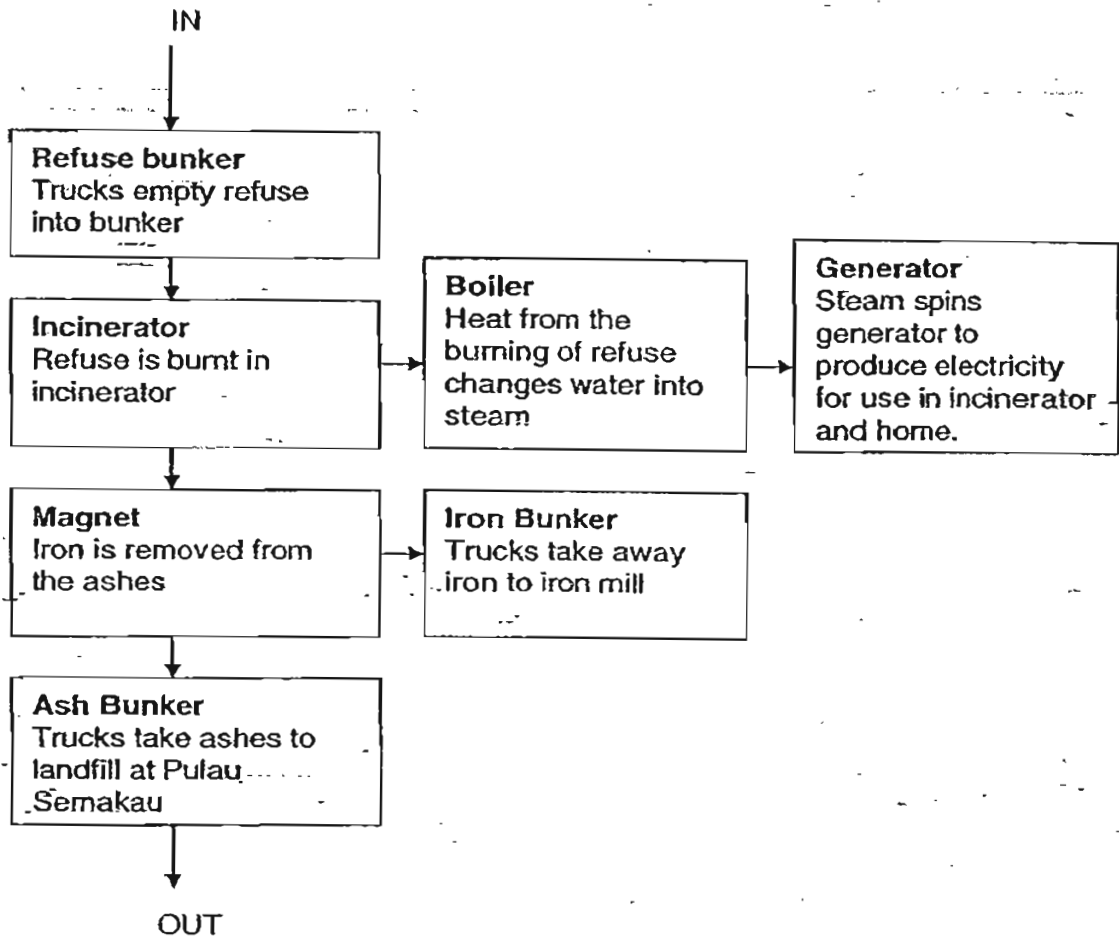 IN
Refuse bunker
Trucks empty refuse
into bunker
Incinerator
Refuse is burnt in
incinerator
Boiler
Heat from the
burning of refuse
changes water into
steam
Generator
Steam spins
generator to
produce electricity
for use in incinerator
and home.
Magnet
Iron is removed from
the ashes
Iron Bunker
Trucks take away
iron to iron mill
Ash Bunker
Trucks take ashes to
landfill at Pulau
Semakau
OUT